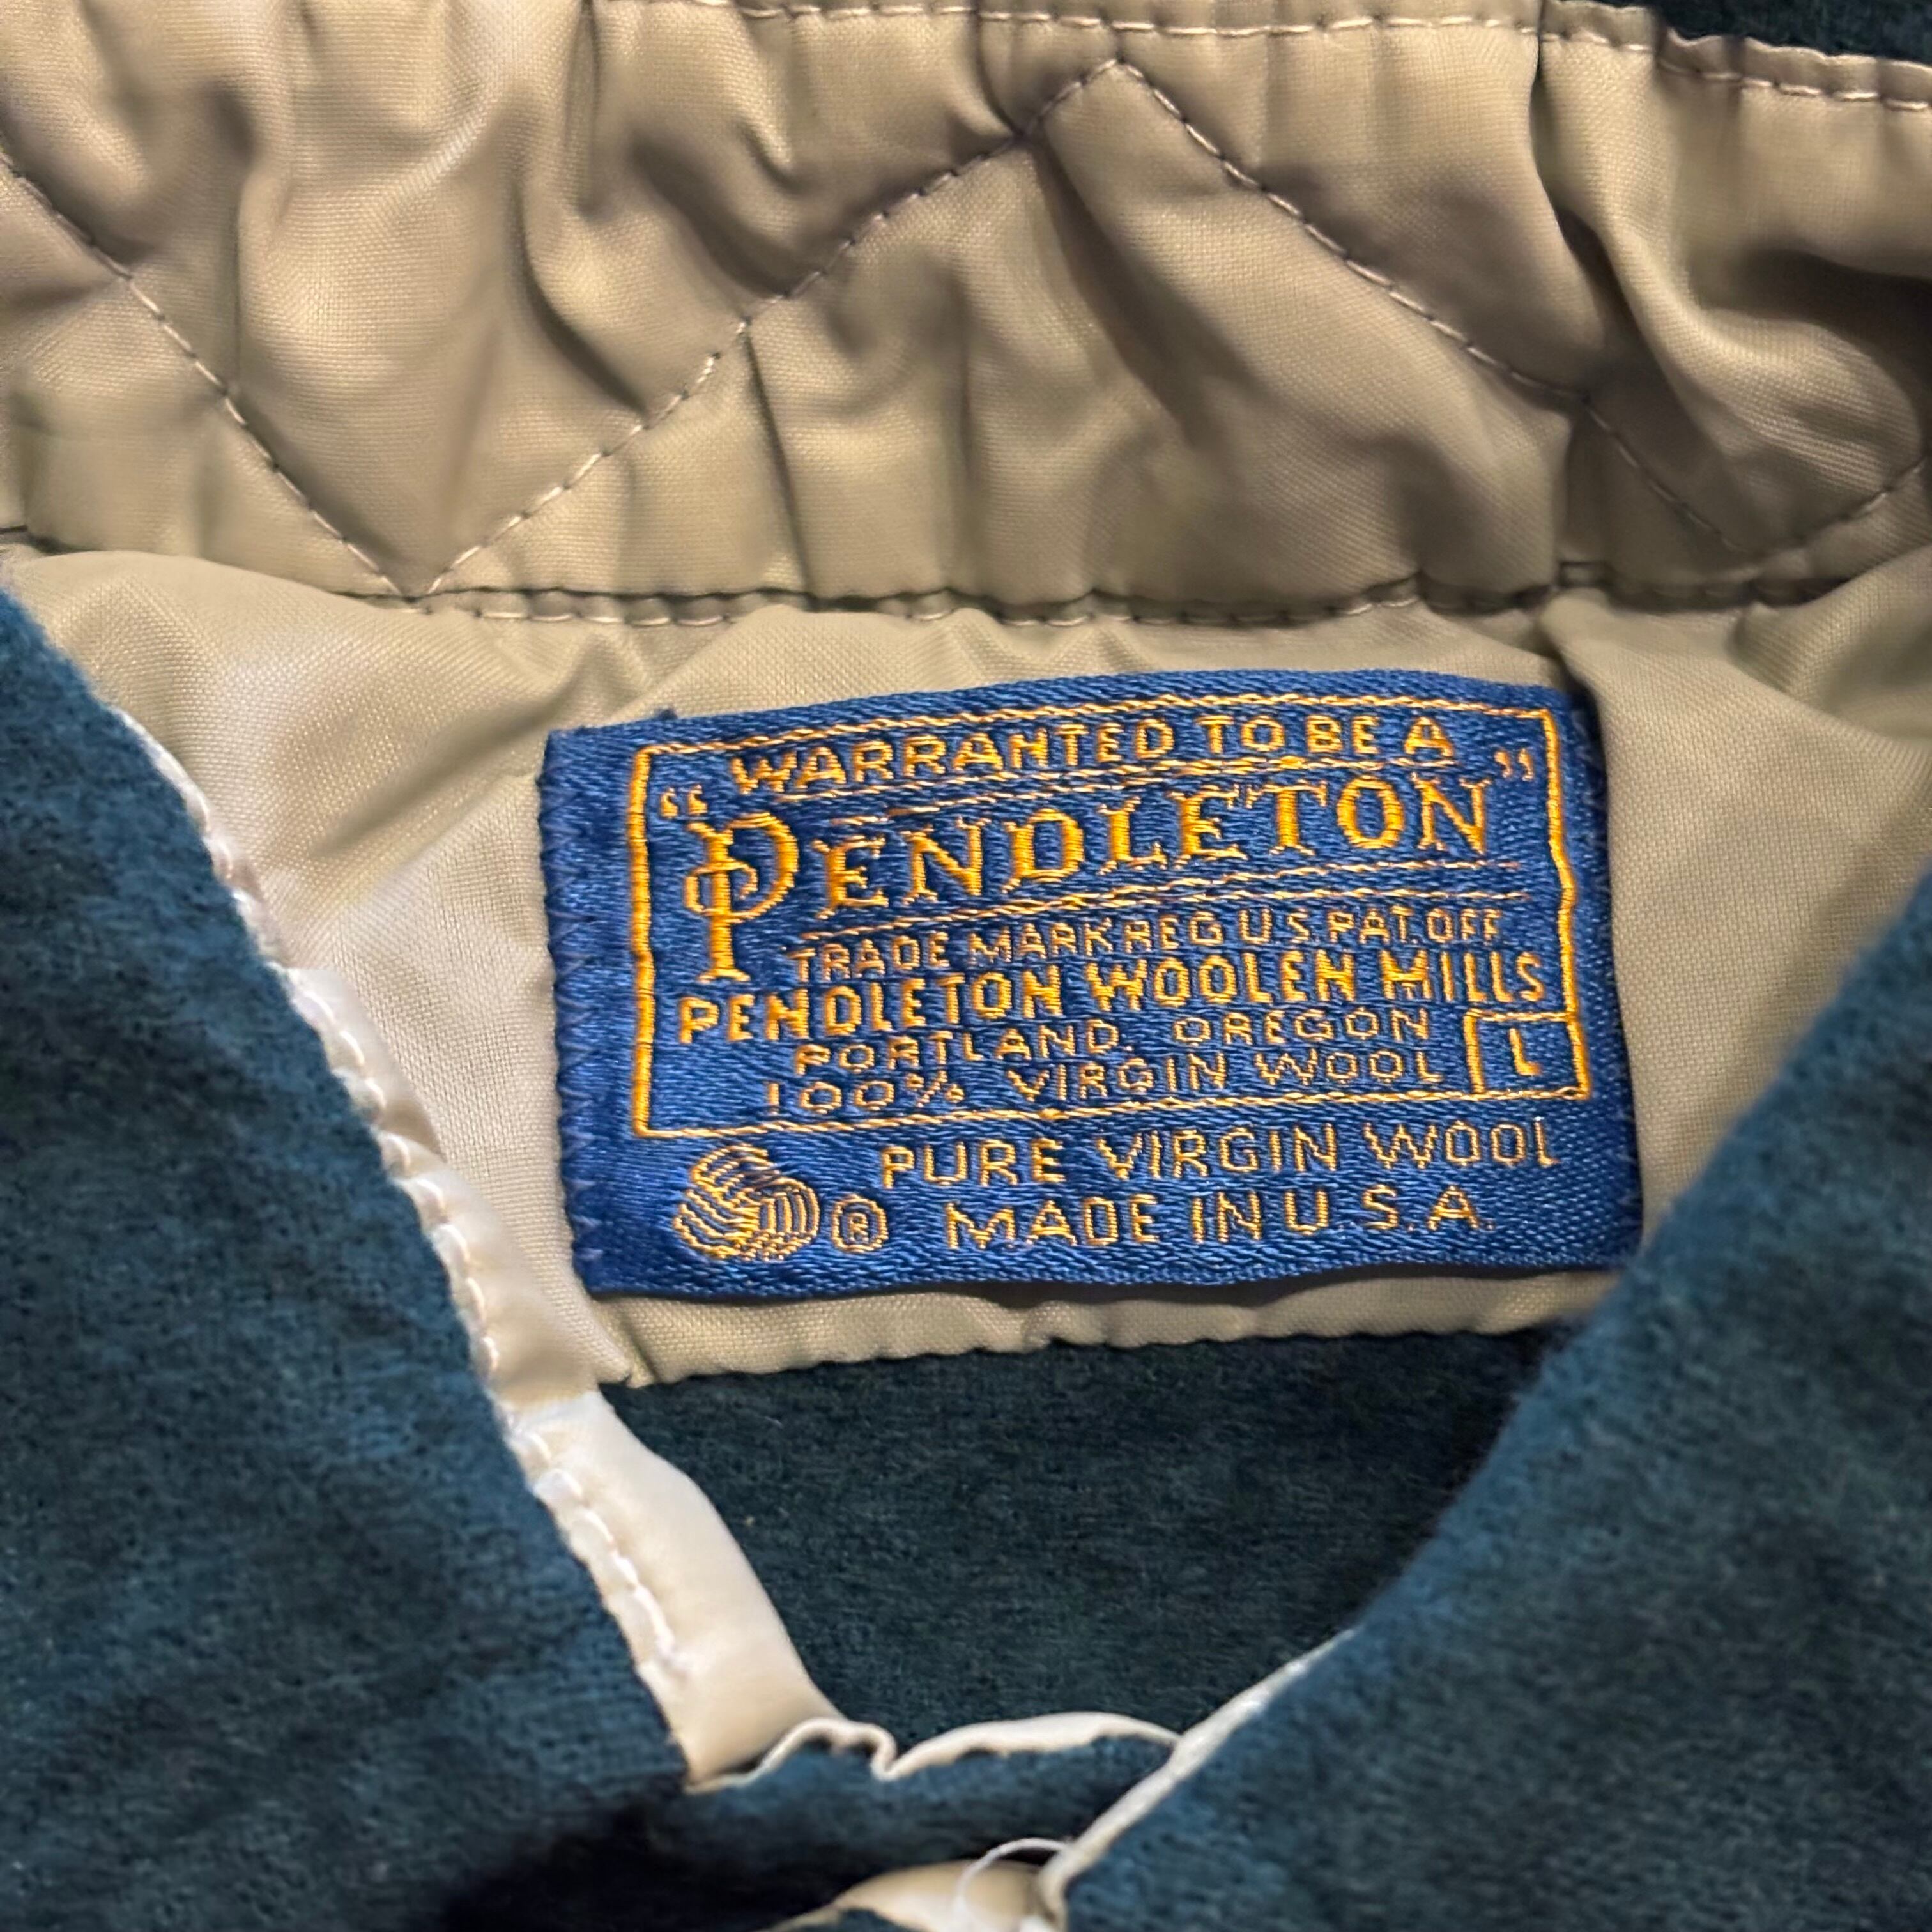 WARRANTED TO BE A
"PENDLETON"
TRADE MARK REG U.S. PAT. OFF.
PENDLETON WOOLEN MILLS
PORTLAND, OREGON
100% VIRGIN WOOL L
PURE VIRGIN WOOL
® MADE IN U.S.A.